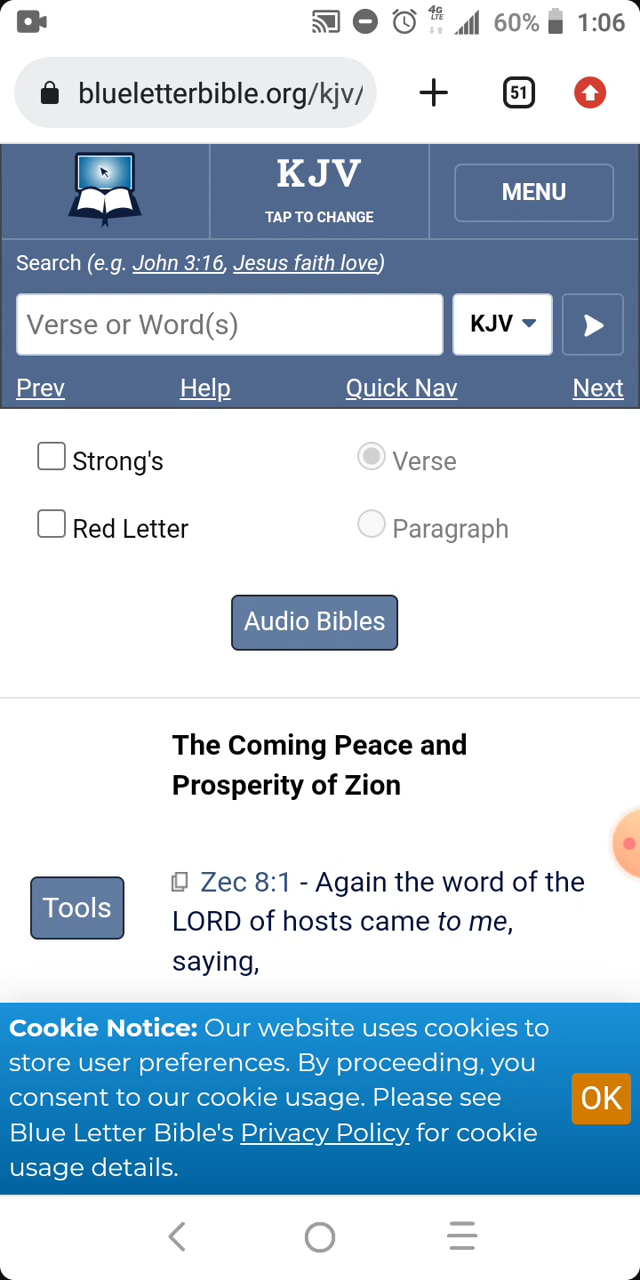 4G
LTE
60%
1:06
blueletterbible.org/kjv/
51
KJV
TAP TO CHANGE
MENU
Search (e.g. John 3:16, Jesus faith love)
Verse or Word(s)
KJV
Prev
Help
Quick Nav
Next
Strong's
Verse
Red Letter
Paragraph
Audio Bibles
The Coming Peace and
Prosperity of Zion
Tools
Zec 8:1 - Again the word of the
LORD of hosts came to me,
saying,
Cookie Notice: Our website uses cookies to
store user preferences. By proceeding, you
consent to our cookie usage. Please see
Blue Letter Bible's Privacy Policy for cookie
usage details.
OK